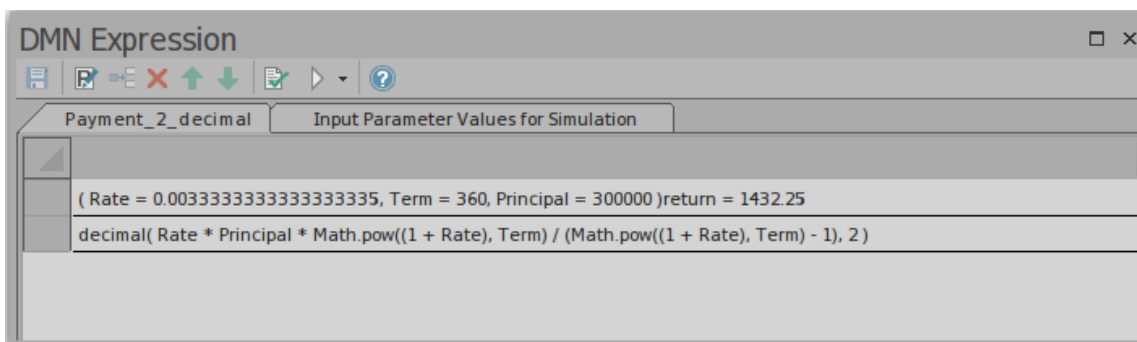 DMN Expression
Payment_2_decimal Input Parameter Values for Simulation
( Rate = 0.0033333333333333335, Term = 360, Principal = 300000 )return = 1432.25
decimal( Rate * Principal * Math.pow((1 + Rate), Term) / (Math.pow((1 + Rate), Term) - 1), 2 )